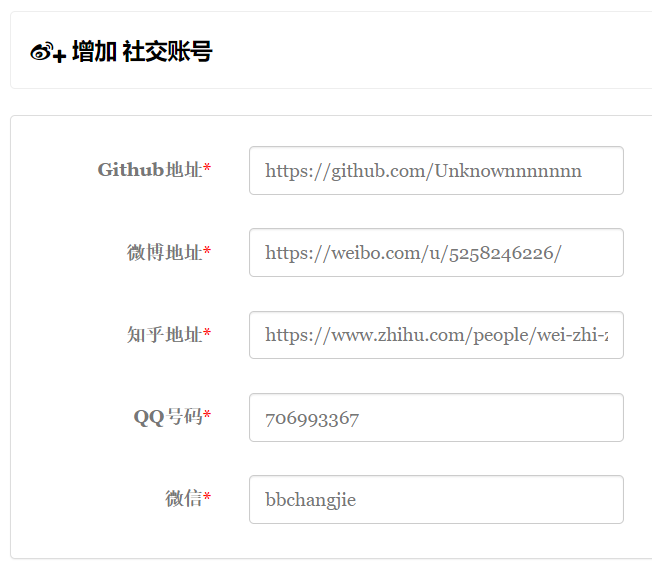 增加 社交账号
Github地址* https://github.com/Unknownnnnnnn
微博地址* https://weibo.com/u/5258246226/
知乎地址* https://www.zhihu.com/people/wei-zhi-z
QQ号码* 706993367
微信* bbchangjie